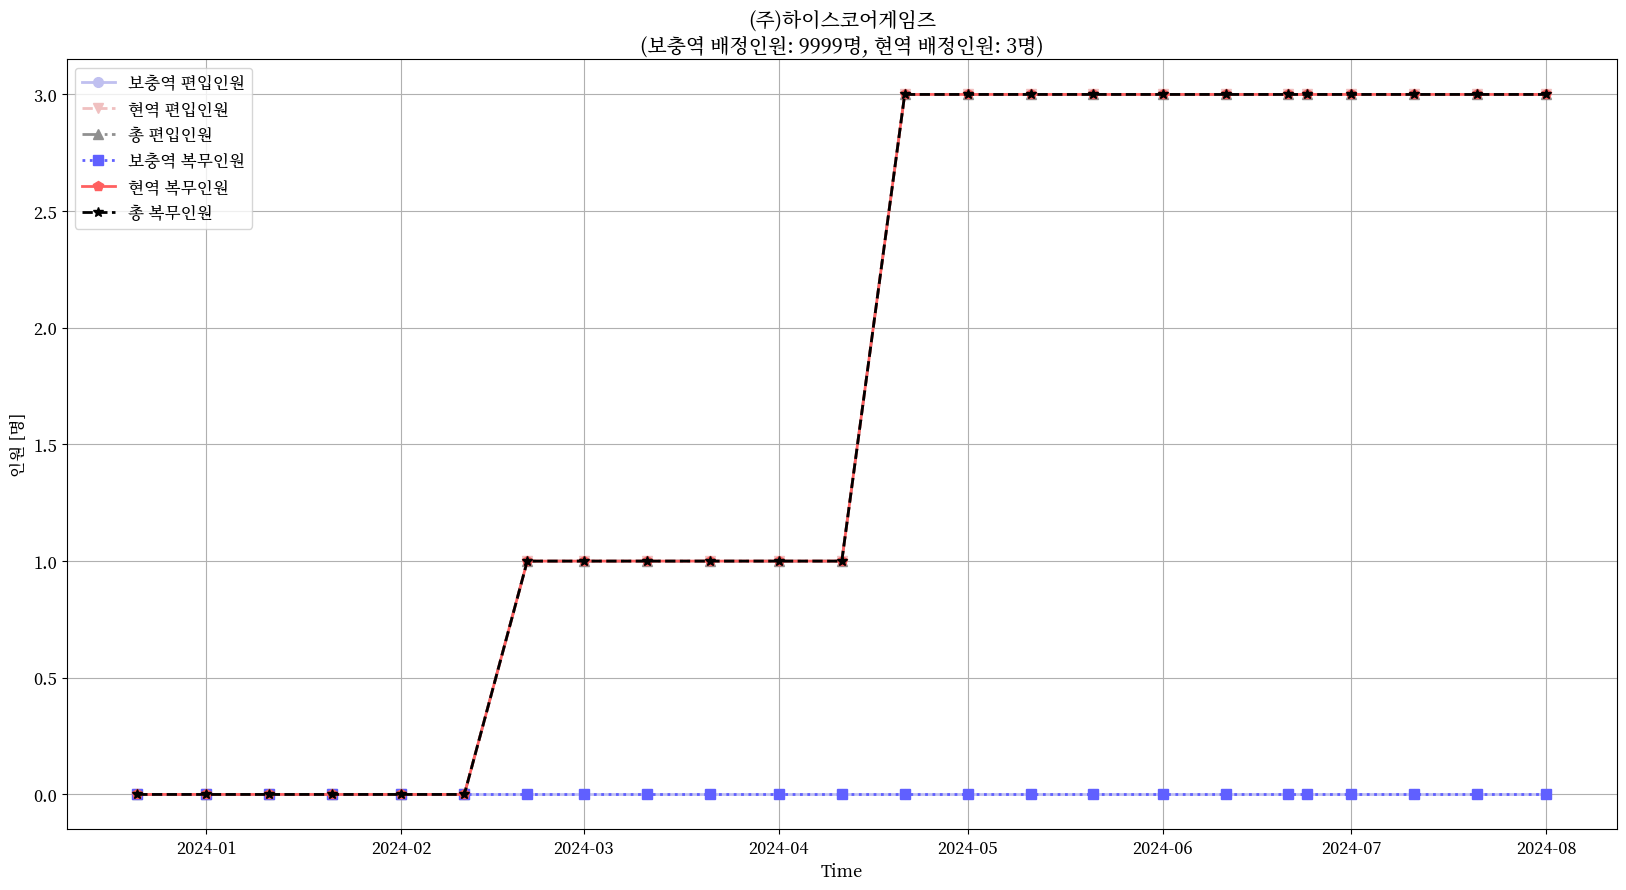 (주)하이스코어게임즈
(보충역 배정인원: 9999명, 현역 배정인원: 3명)
보충역 편입인원
현역 편입인원
총 편입인원
보충역 복무인원
현역 복무인원
총 복무인원
3.0
2.5
2.0
1.5
1.0
0.5
0.0
인원 [명]
2024-01 2024-02 2024-03 2024-04 2024-05 2024-06 2024-07 2024-08
Time